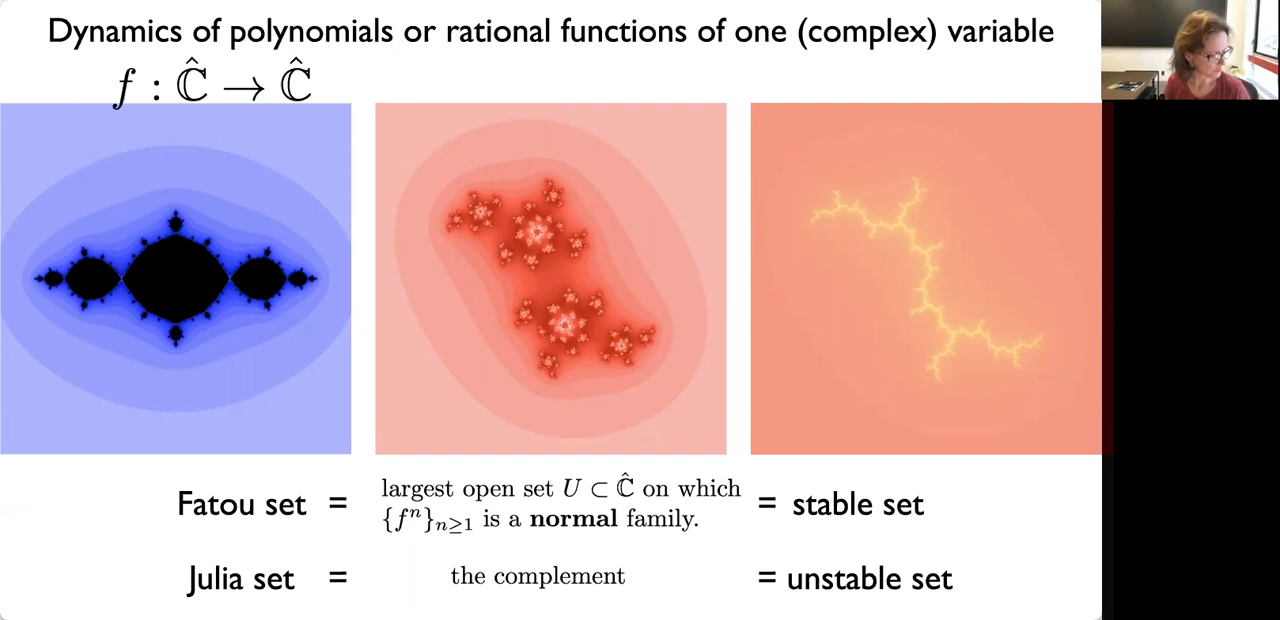 Dynamics of polynomials or rational functions of one (complex) variable
f : Ĉ → Ĉ
Fatou set = largest open set U ⊂ Ĉ on which = stable set
{fⁿ}ₙ≥₁ is a normal family.
Julia set = the complement = unstable set